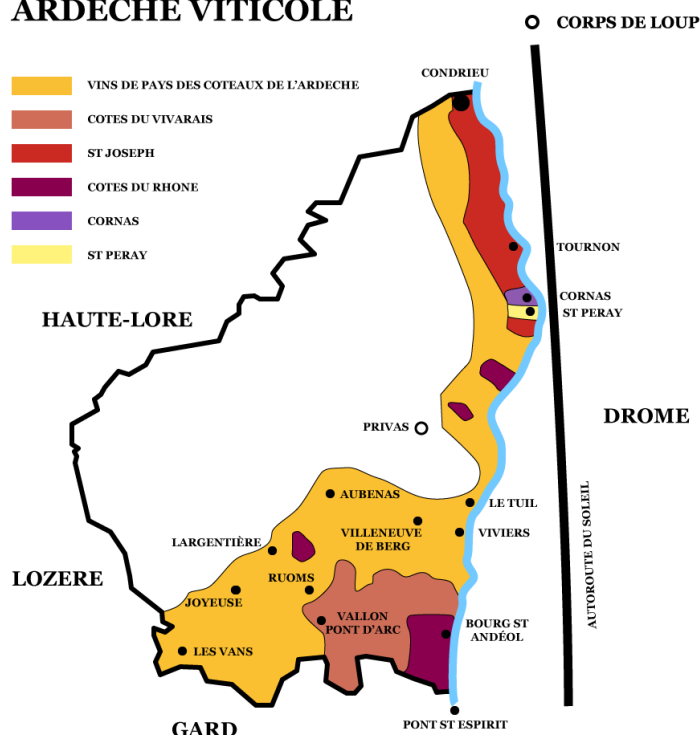 ARDECHE VITICOLE
CORPS DE LOUP
CONDRIEU
VINS DE PAYS DES COTEAUX DE L'ARDECHE
COTES DU VIVARAIS
ST JOSEPH
COTES DU RHONE
CORNAS
ST PERAY
TOURNON
CORNAS
ST PERAY
HAUTE-LORE
DROME
PRIVAS
AUBENAS
LE TUIL
VILLENEUVE
DE BERG
VIVIERS
LARGENTIÈRE
AUTOROUTE DU SOLEIL
LOZERE
RUOMS
JOYEUSE
VALLON
PONT D'ARC
BOURG ST
ANDÉOL
LES VANS
GARD
PONT ST ESPIRIT